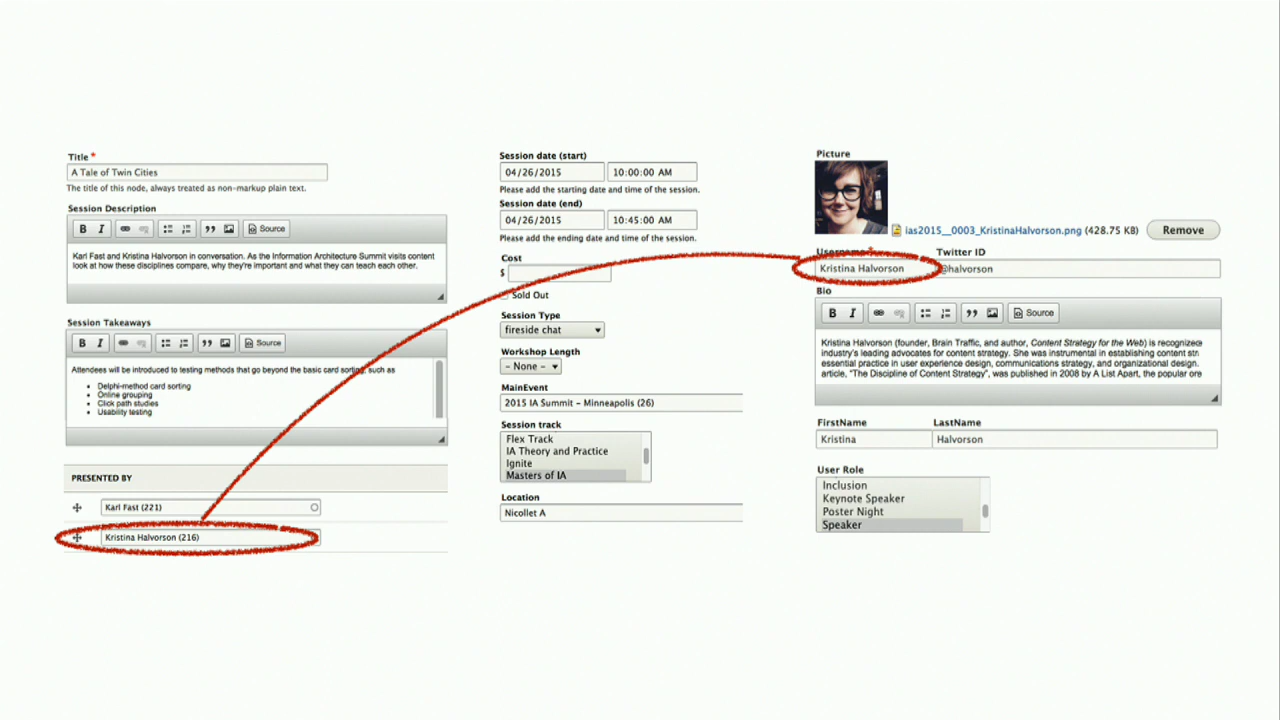 Title *
A Tale of Twin Cities
The title of this node, always treated as non-markup plain text.
Session Description
B I Source
Karl Fast and Kristina Halvorson in conversation. As the Information Architecture Summit visits content
look at how these disciplines compare, why they're important and what they can teach each other.
Session Takeaways
B I Source
Attendees will be introduced to testing methods that go beyond the basic card sorting, such as
• Delphi-method card sorting
• Online grouping
• Click path studies
• Usability testing
PRESENTED BY
Karl Fast (221)
Kristina Halvorson (216)
Session date (start)
04/26/2015 10:00:00 AM
Please add the starting date and time of the session.
Session date (end)
04/26/2015 10:45:00 AM
Please add the ending date and time of the session.
Cost
$
Sold Out
Session Type
fireside chat
Workshop Length
- None -
MainEvent
2015 IA Summit - Minneapolis (26)
Session track
Flex Track
IA Theory and Practice
Ignite
Masters of IA
Location
Nicollet A
Picture
ias2015__0003_KristinaHalvorson.png (428.75 KB) Remove
Username * Twitter ID
Kristina Halvorson @halvorson
Bio
B I Source
Kristina Halvorson (founder, Brain Traffic, and author, Content Strategy for the Web) is recognized
industry's leading advocates for content strategy. She was instrumental in establishing content str
essential practice in user experience design, communications strategy, and organizational design.
article, "The Discipline of Content Strategy", was published in 2008 by A List Apart, the popular
FirstName LastName
Kristina Halvorson
User Role
Inclusion
Keynote Speaker
Poster Night
Speaker